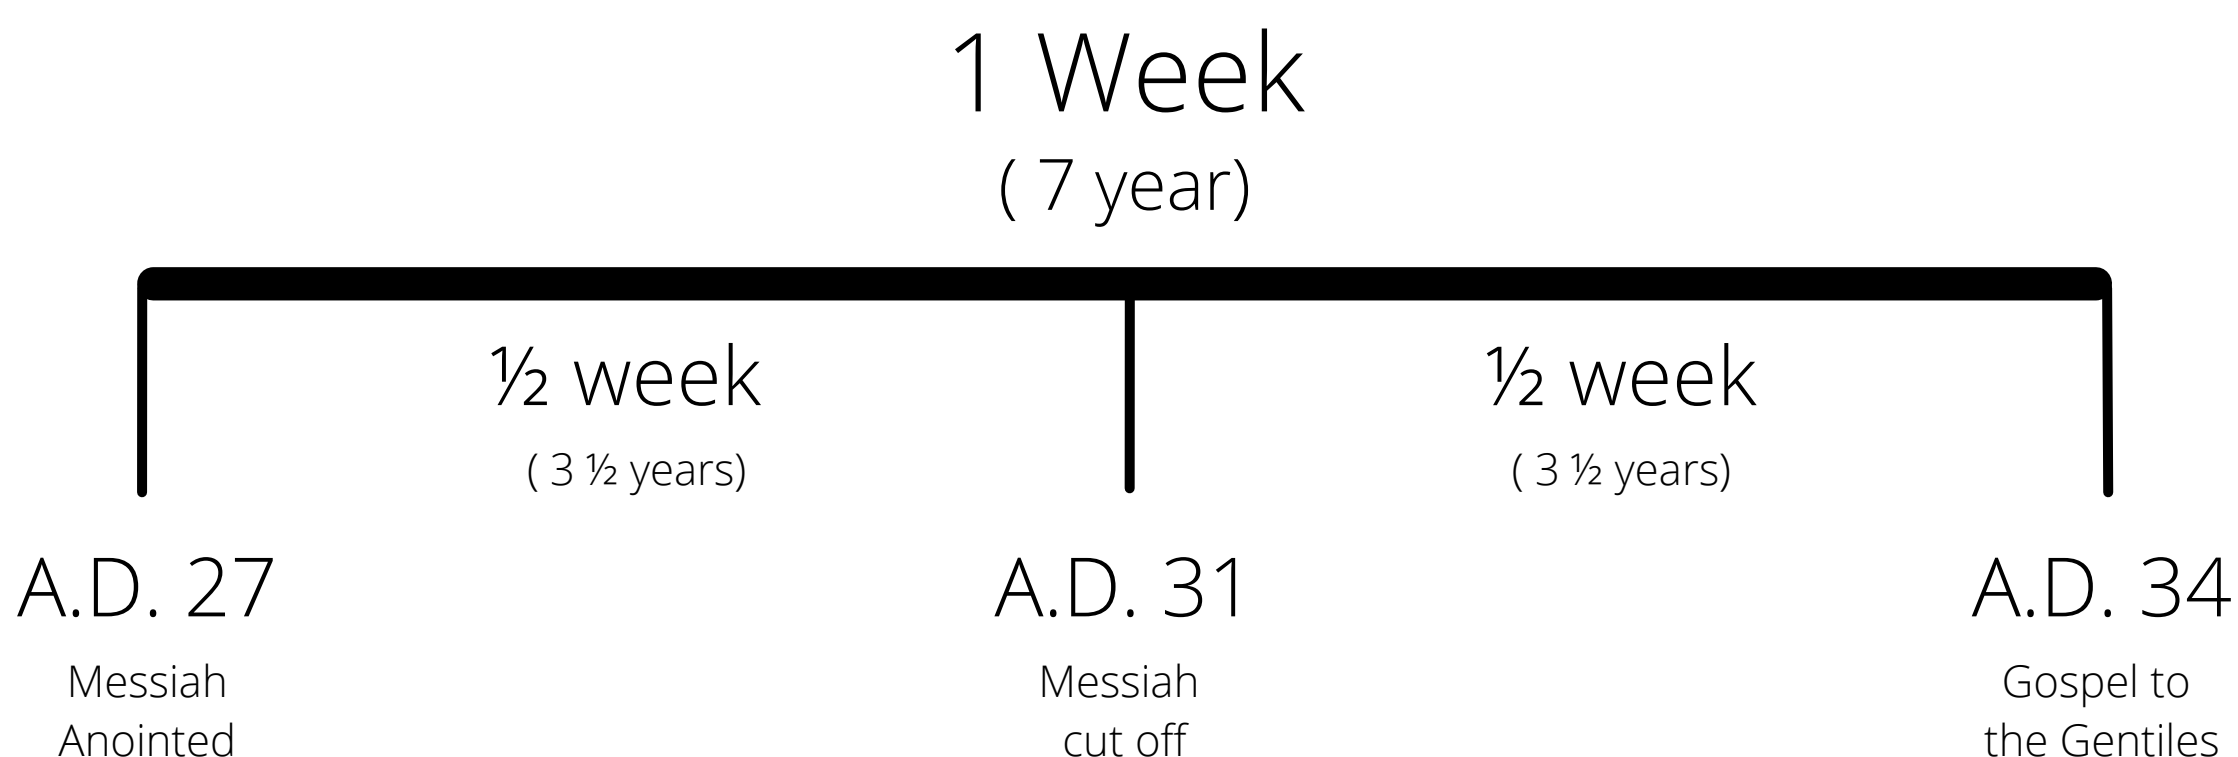 1 Week
( 7 year)
½ week
½ week
( 3 ½ years)
( 3 ½ years)
A.D. 27
A.D. 31
A.D. 34
Messiah
Anointed
Messiah
cut off
Gospel to
the Gentiles